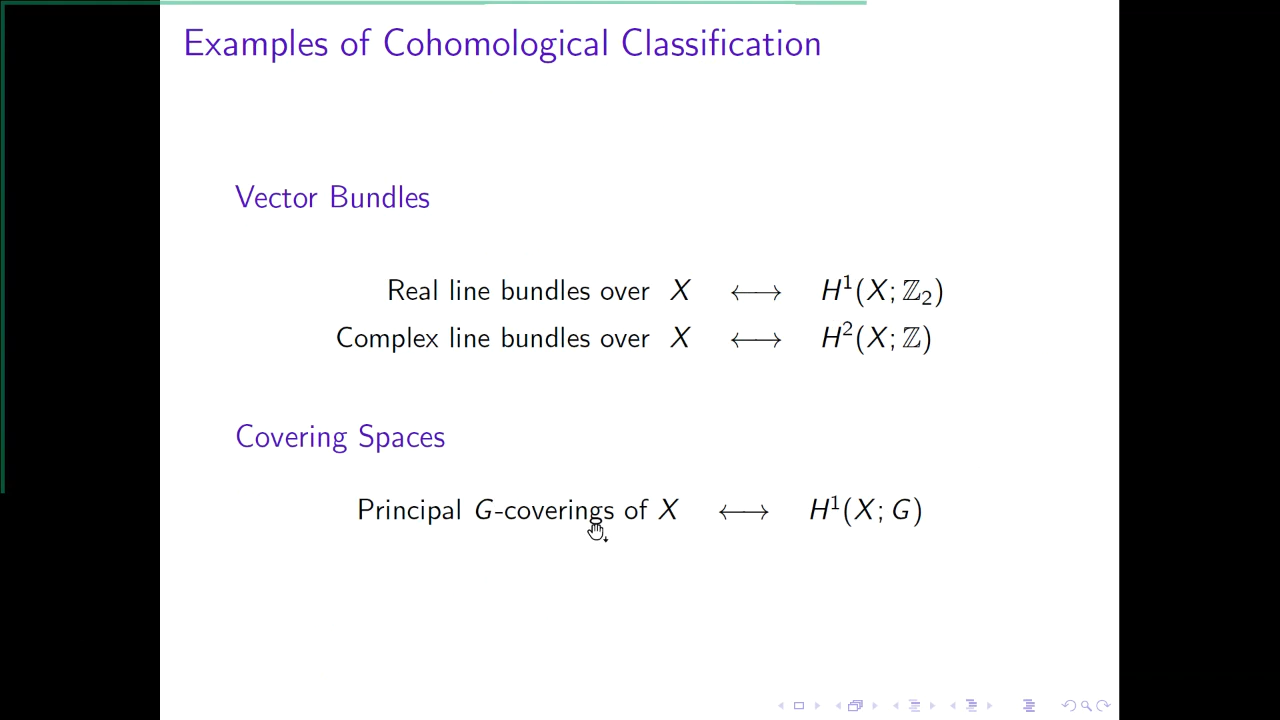 Examples of Cohomological Classification
Vector Bundles
Real line bundles over X ⟷ H¹(X; ℤ₂)
Complex line bundles over X ⟷ H²(X; ℤ)
Covering Spaces
Principal G-coverings of X ⟷ H¹(X; G)